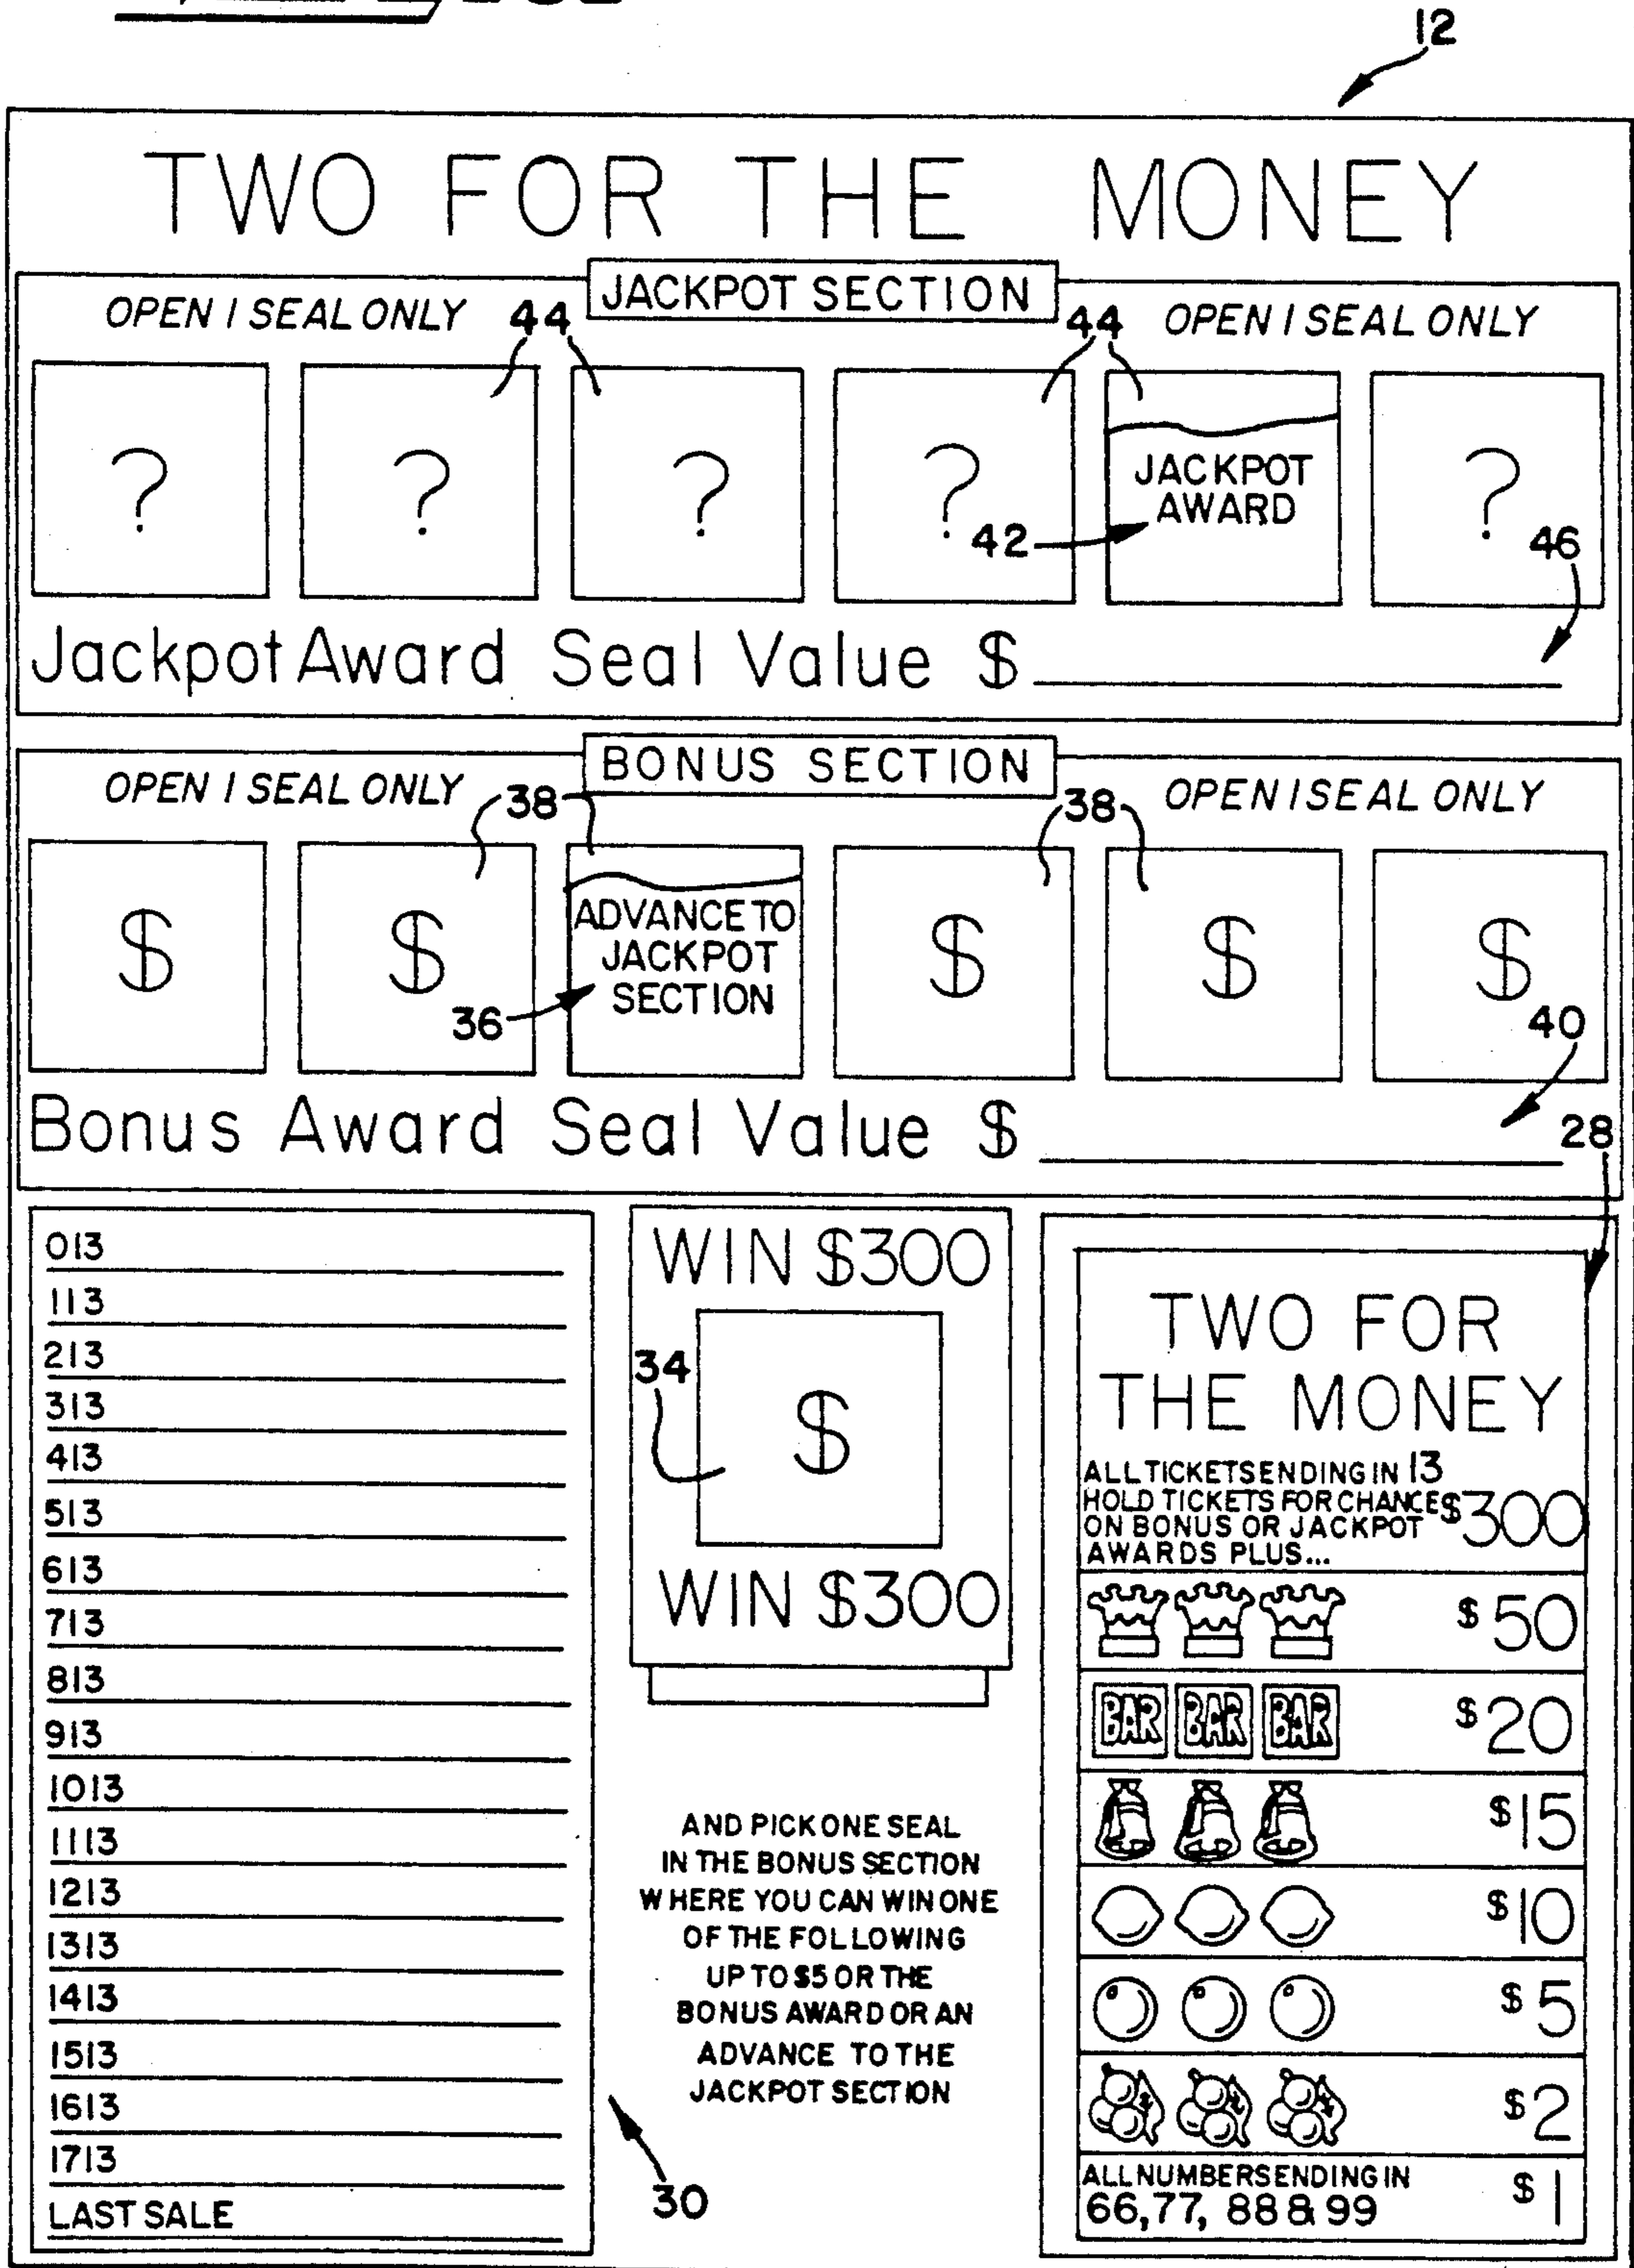 12
TWO FOR THE MONEY
JACKPOT SECTION
OPEN 1 SEAL ONLY 44 44 OPEN 1 SEAL ONLY
? ? ? ? JACKPOT AWARD ?
42 46
Jackpot Award Seal Value $
BONUS SECTION
OPEN 1 SEAL ONLY 38 38 OPEN 1 SEAL ONLY
$ $ ADVANCE TO JACKPOT SECTION $ $ $
36 40
Bonus Award Seal Value $
28
013
113
213
313
413
513
613
713
813
913
1013
1113
1213
1313
1413
1513
1613
1713
LAST SALE
WIN $300
34
$
WIN $300
AND PICK ONE SEAL
IN THE BONUS SECTION
WHERE YOU CAN WIN ONE
OF THE FOLLOWING
UP TO $5 OR THE
BONUS AWARD OR AN
ADVANCE TO THE
JACKPOT SECTION
30
TWO FOR
THE MONEY
ALL TICKETS ENDING IN 13
HOLD TICKETS FOR CHANCE $300
ON BONUS OR JACKPOT
AWARDS PLUS...
$50
BAR BAR BAR $20
$15
$10
$5
$2
ALL NUMBERS ENDING IN
66, 77, 88 & 99 $1